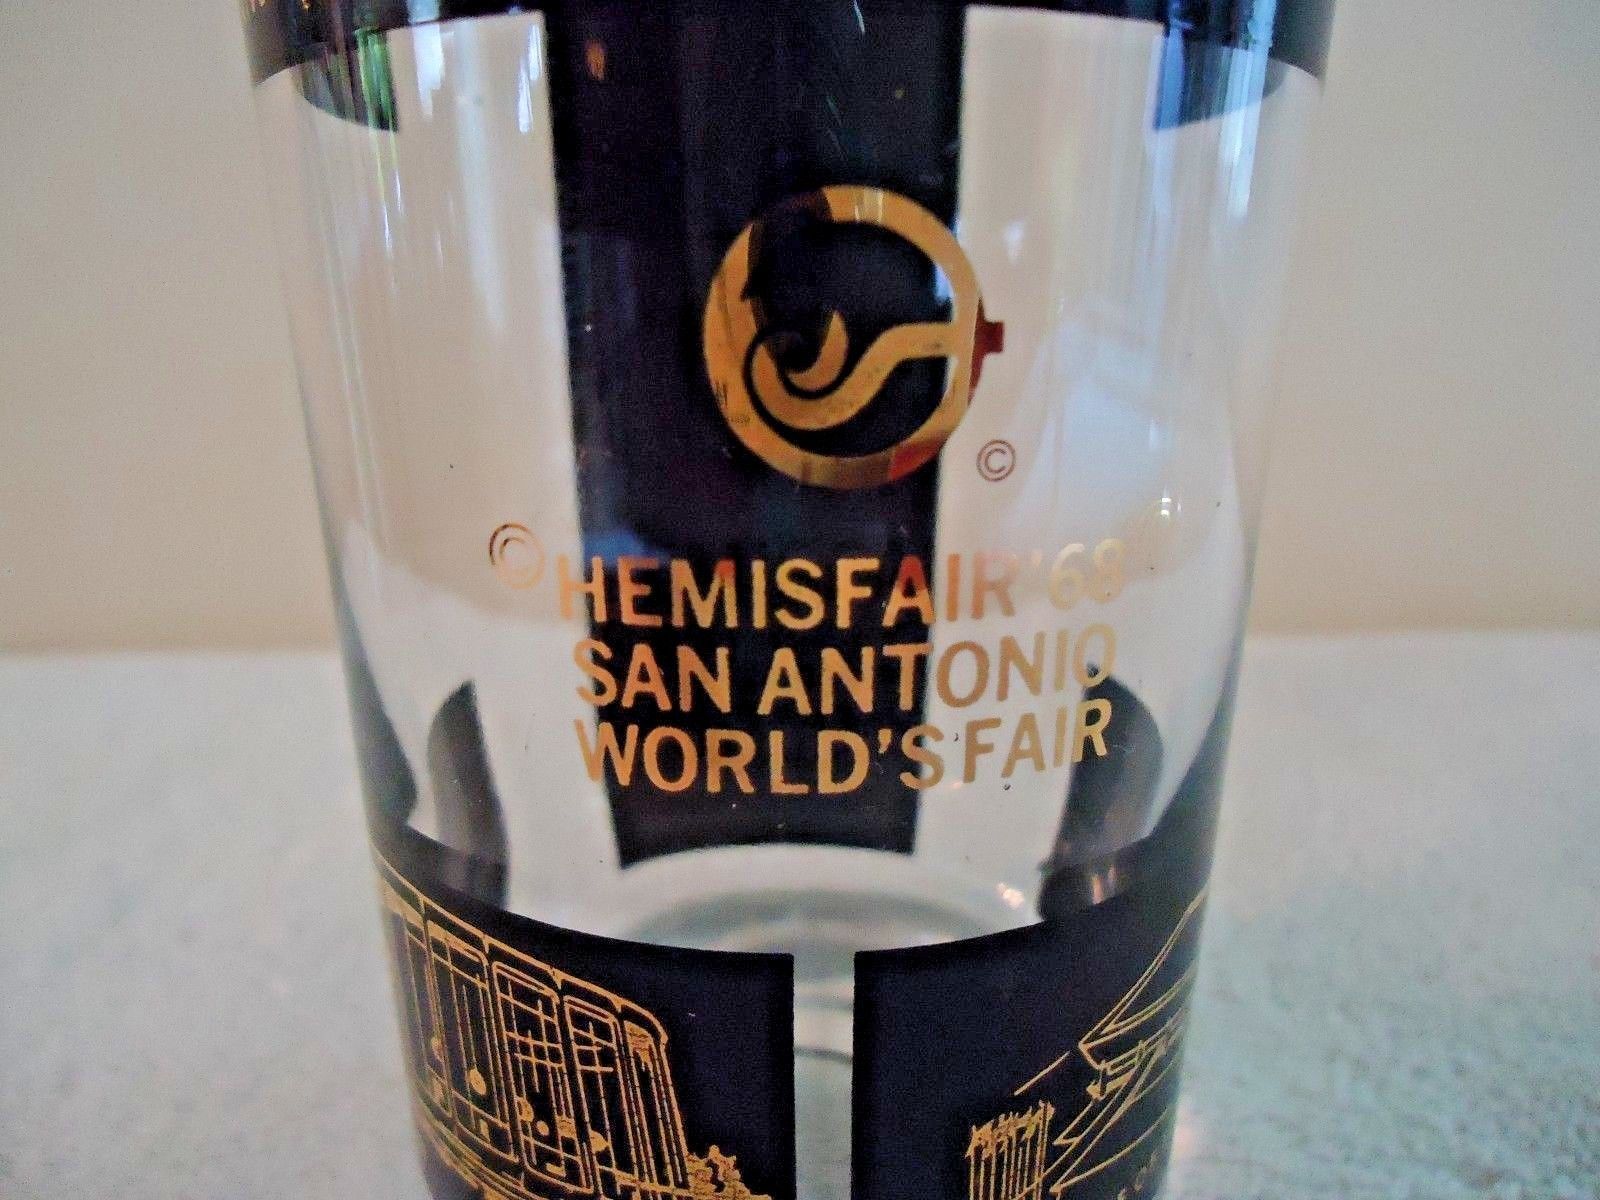 ©
© HEMISFAIR '68
SAN ANTONIO
WORLD'S FAIR